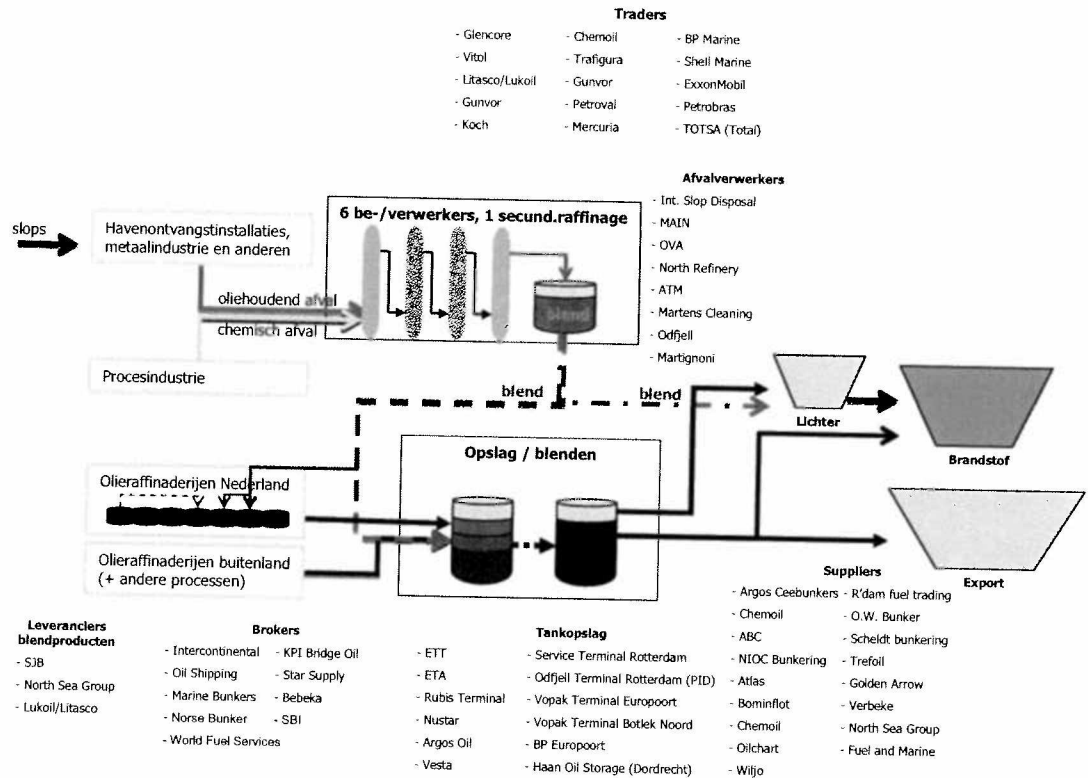 Traders
- Glencore
- Vitol
- Litasco/Lukoil
- Gunvor
- Koch
- Chemoil
- Trafigura
- Gunvor
- Petroval
- Mercuria
- BP Marine
- Shell Marine
- ExxonMobil
- Petrobras
- TOTSA (Total)
Afvalverwerkers
- Int. Slop Disposal
- MAIN
- OVA
- North Refinery
- ATM
- Martens Cleaning
- Odfjell
- Martignoni
slops
Havenontvangstinstallaties,
metaalindustrie en anderen
6 be-/verwerkers, 1 secund.raffinage
blend
oliehoudend afval
chemisch afval
Procesindustrie
blend
blend
Lichter
Brandstof
Opslag / blenden
Olieraffinaderijen Nederland
Olieraffinaderijen buitenland
(+ andere processen)
Export
Leveranciers
blendproducten
- SJB
- North Sea Group
- Lukoil/Litasco
Brokers
- Intercontinental
- Oil Shipping
- Marine Bunkers
- Norse Bunker
- World Fuel Services
- KPI Bridge Oil
- Star Supply
- Bebeka
- SBI
Tankopslag
- ETT
- ETA
- Rubis Terminal
- Nustar
- Argos Oil
- Vesta
- Service Terminal Rotterdam
- Odfjell Terminal Rotterdam (PID)
- Vopak Terminal Europoort
- Vopak Terminal Botlek Noord
- BP Europoort
- Haan Oil Storage (Dordrecht)
Suppliers
- Argos Ceebunkers
- Chemoil
- ABC
- NIOC Bunkering
- Atlas
- Bominflot
- Chemoil
- Oilchart
- Wiljo
- R'dam fuel trading
- O.W. Bunker
- Scheldt bunkering
- Trefoil
- Golden Arrow
- Verbeke
- North Sea Group
- Fuel and Marine